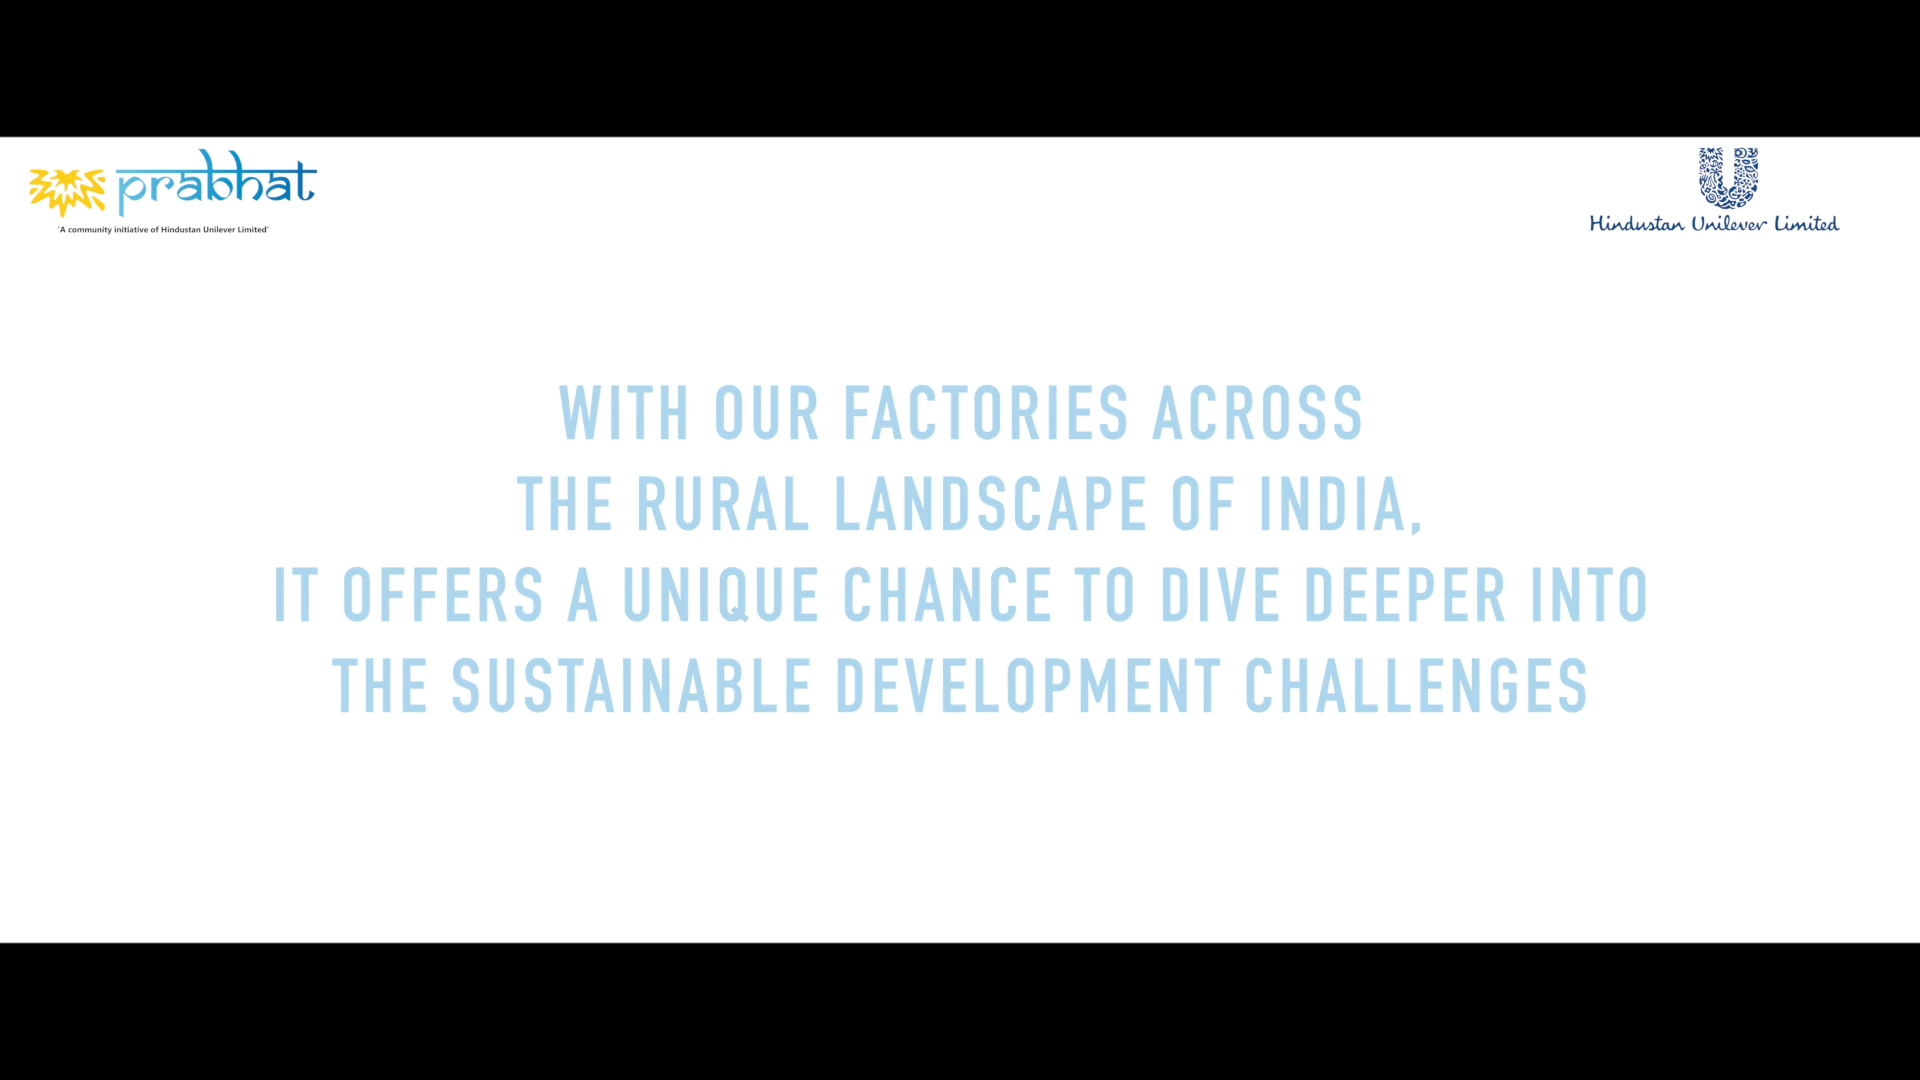 prabhat
'A community initiative of Hindustan Unilever Limited'
Hindustan Unilever Limited
WITH OUR FACTORIES ACROSS
THE RURAL LANDSCAPE OF INDIA,
IT OFFERS A UNIQUE CHANCE TO DIVE DEEPER INTO
THE SUSTAINABLE DEVELOPMENT CHALLENGES